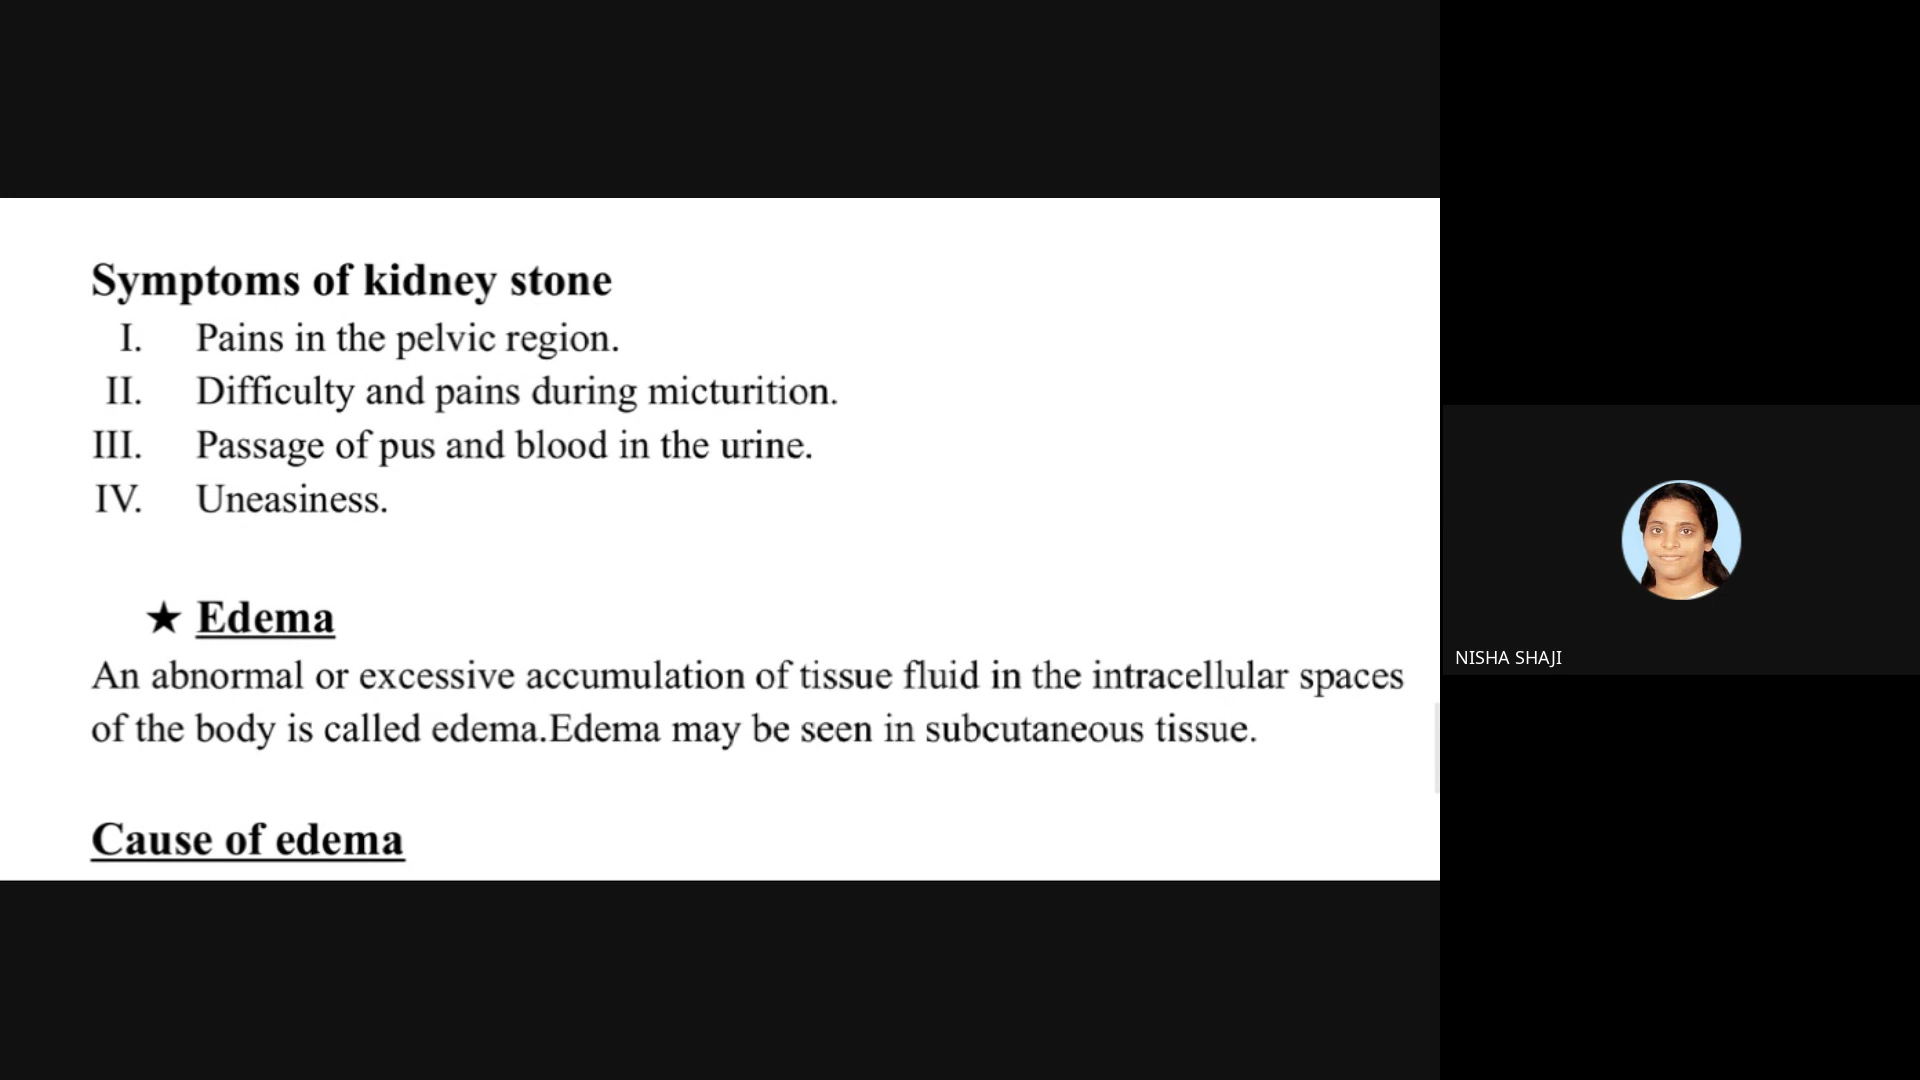 Symptoms of kidney stone
I. Pains in the pelvic region.
II. Difficulty and pains during micturition.
III. Passage of pus and blood in the urine.
IV. Uneasiness.
★ Edema
An abnormal or excessive accumulation of tissue fluid in the intracellular spaces
of the body is called edema.Edema may be seen in subcutaneous tissue.
Cause of edema
NISHA SHAJI